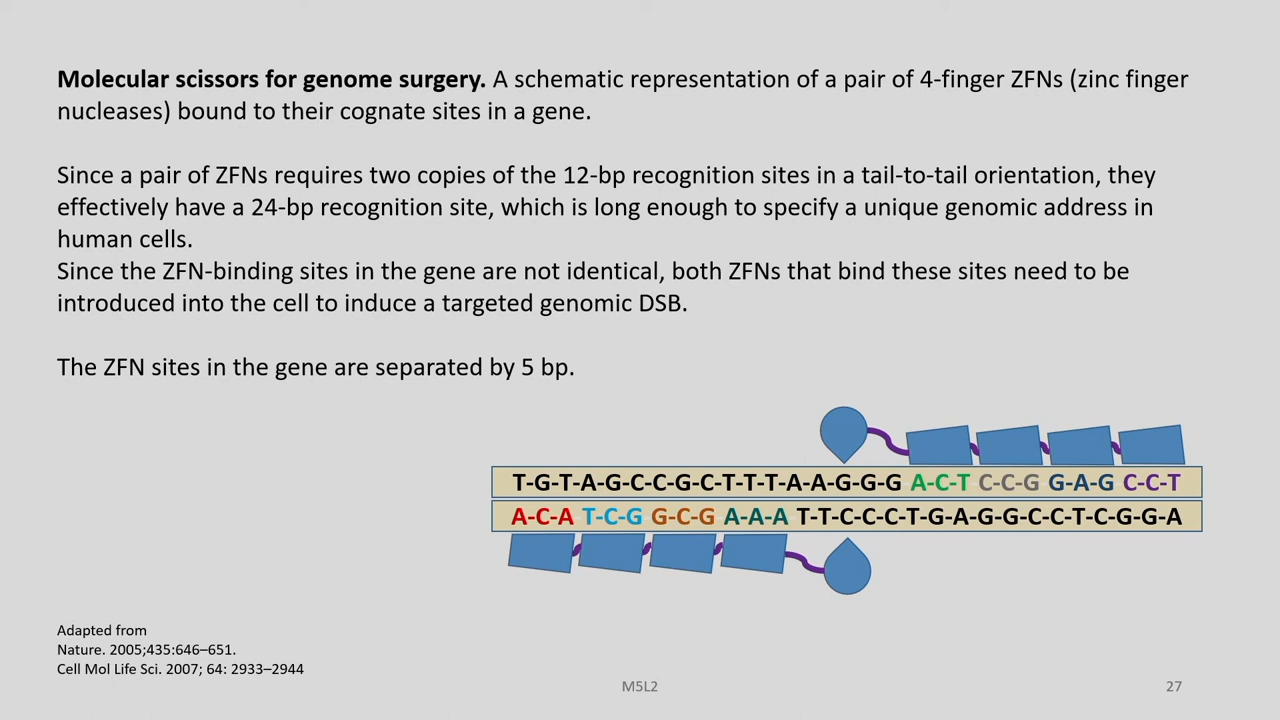 Molecular scissors for genome surgery. A schematic representation of a pair of 4-finger ZFNs (zinc finger
nucleases) bound to their cognate sites in a gene.
Since a pair of ZFNs requires two copies of the 12-bp recognition sites in a tail-to-tail orientation, they
effectively have a 24-bp recognition site, which is long enough to specify a unique genomic address in
human cells.
Since the ZFN-binding sites in the gene are not identical, both ZFNs that bind these sites need to be
introduced into the cell to induce a targeted genomic DSB.
The ZFN sites in the gene are separated by 5 bp.
T-G-T-A-G-C-C-G-C-T-T-T-A-A-G-G-G A-C-T C-C-G G-A-G C-C-T
A-C-A T-C-G G-C-G A-A-A T-T-C-C-C-T-G-A-G-G-C-C-T-C-G-G-A
Adapted from
Nature. 2005;435:646–651.
Cell Mol Life Sci. 2007; 64: 2933–2944
M5L2
27